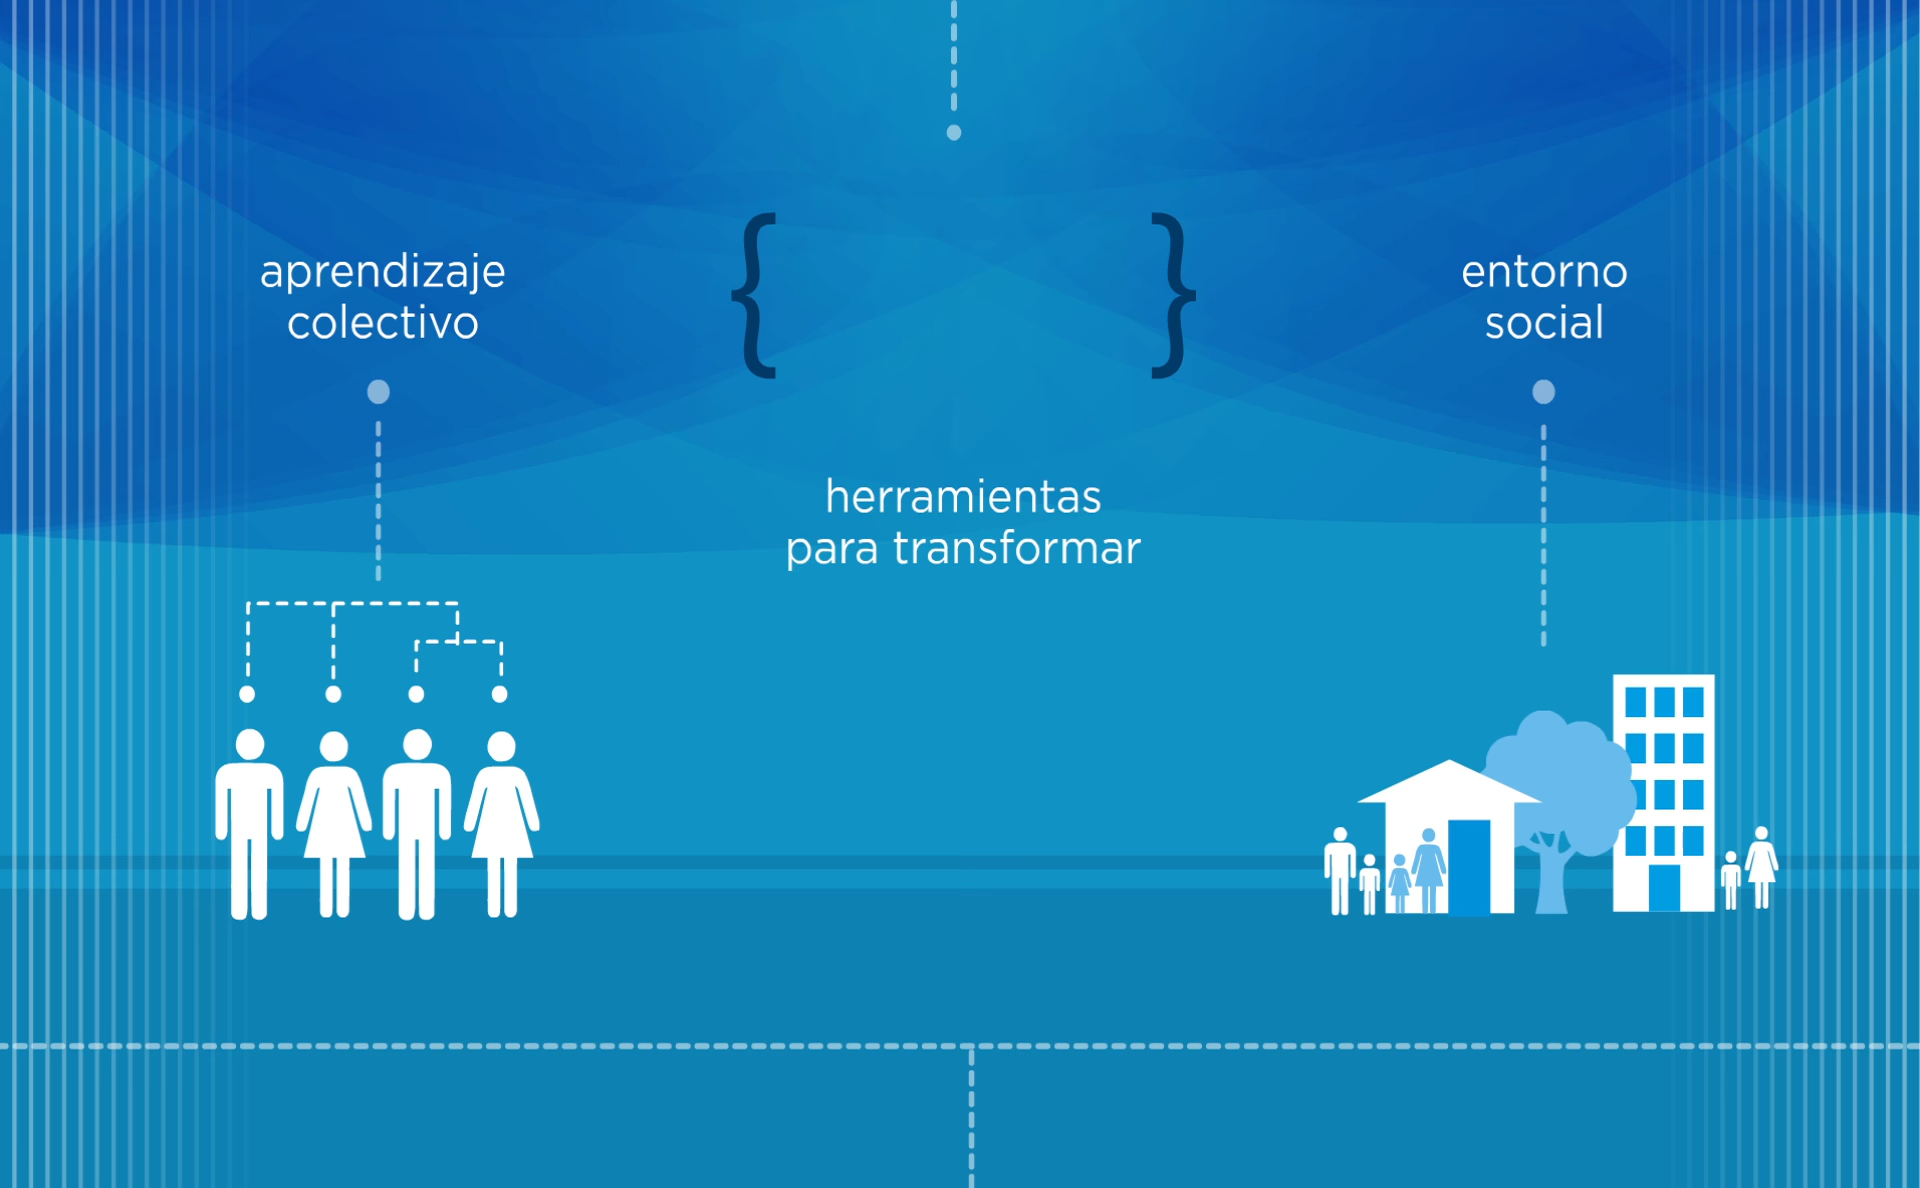 aprendizaje
colectivo
{ }
entorno
social
herramientas
para transformar